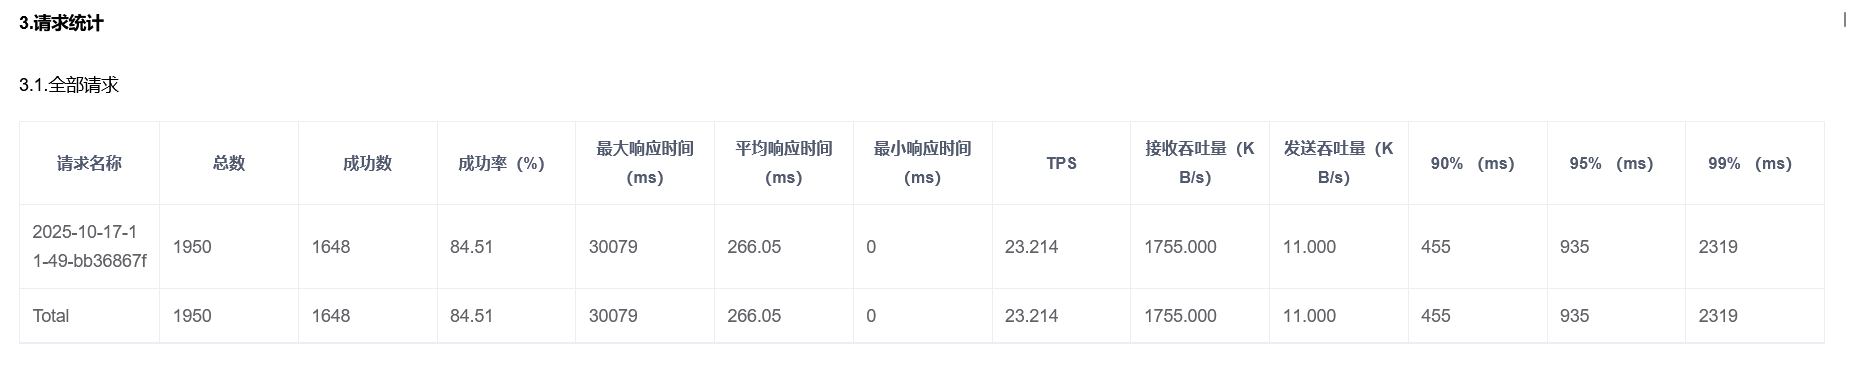 3.请求统计
3.1.全部请求
请求名称 总数 成功数 成功率（%） 最大响应时间（ms） 平均响应时间（ms） 最小响应时间（ms） TPS 接收吞吐量（KB/s） 发送吞吐量（KB/s） 90% （ms） 95% （ms） 99% （ms）
2025-10-17-11-49-bb36867f 1950 1648 84.51 30079 266.05 0 23.214 1755.000 11.000 455 935 2319
Total 1950 1648 84.51 30079 266.05 0 23.214 1755.000 11.000 455 935 2319